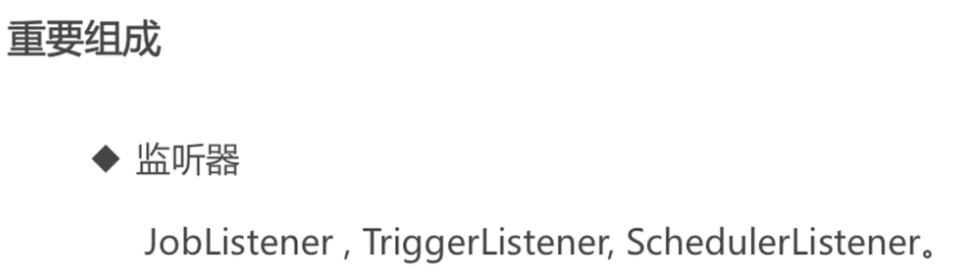 重要组成
◆ 监听器
JobListener , TriggerListener, SchedulerListener。